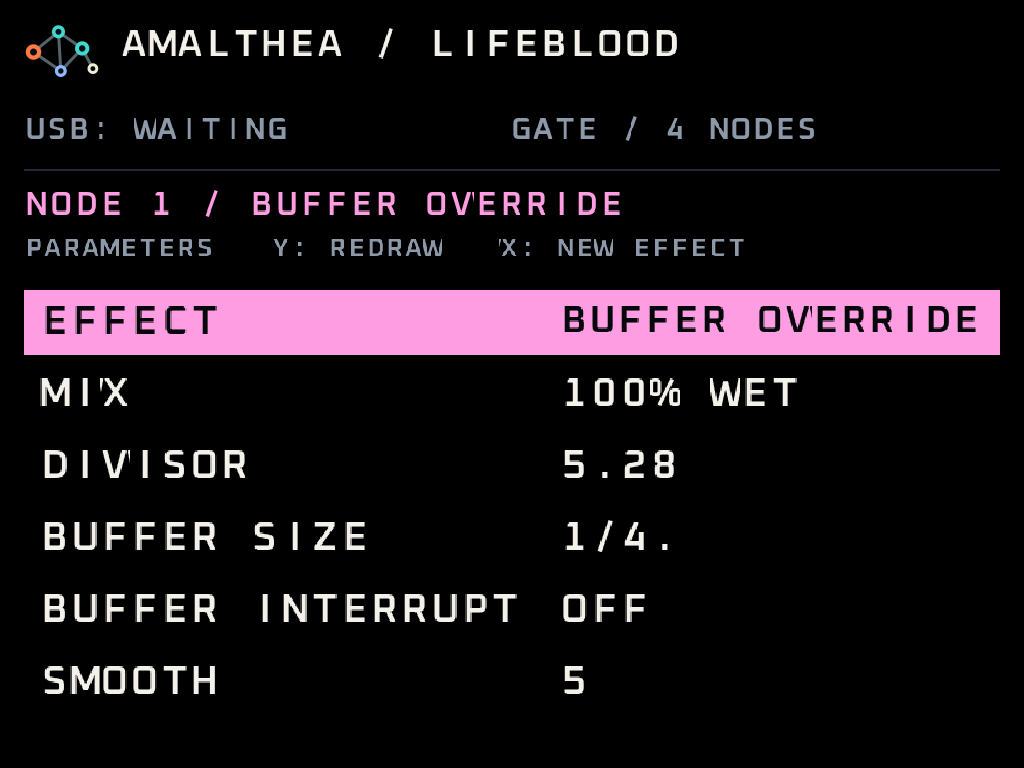 AMALTHEA / LIFEBLOOD
USB: WAITING GATE / 4 NODES
NODE 1 / BUFFER OVERRIDE
PARAMETERS Y: REDRAW X: NEW EFFECT
EFFECT BUFFER OVERRIDE
MIX 100% WET
DIVISOR 5.28
BUFFER SIZE 1/4.
BUFFER INTERRUPT OFF
SMOOTH 5